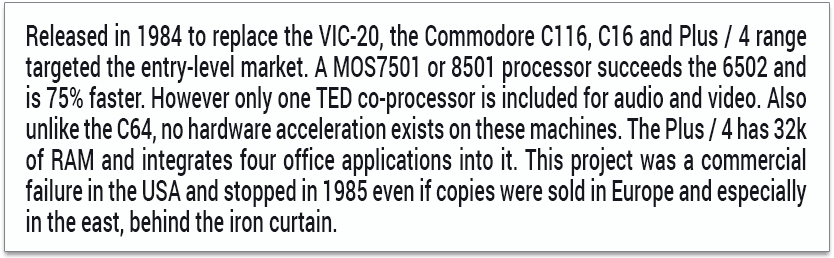 Released in 1984 to replace the VIC-20, the Commodore C116, C16 and Plus / 4 range
targeted the entry-level market. A MOS7501 or 8501 processor succeeds the 6502 and
is 75% faster. However only one TED co-processor is included for audio and video. Also
unlike the C64, no hardware acceleration exists on these machines. The Plus / 4 has 32k
of RAM and integrates four office applications into it. This project was a commercial
failure in the USA and stopped in 1985 even if copies were sold in Europe and especially
in the east, behind the iron curtain.